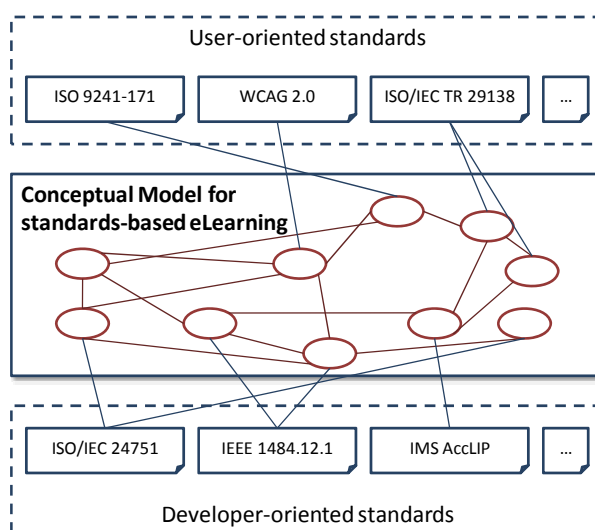 User-oriented standards
ISO 9241-171
WCAG 2.0
ISO/IEC TR 29138
...
Conceptual Model for
standards-based eLearning
ISO/IEC 24751
IEEE 1484.12.1
IMS AccLIP
...
Developer-oriented standards